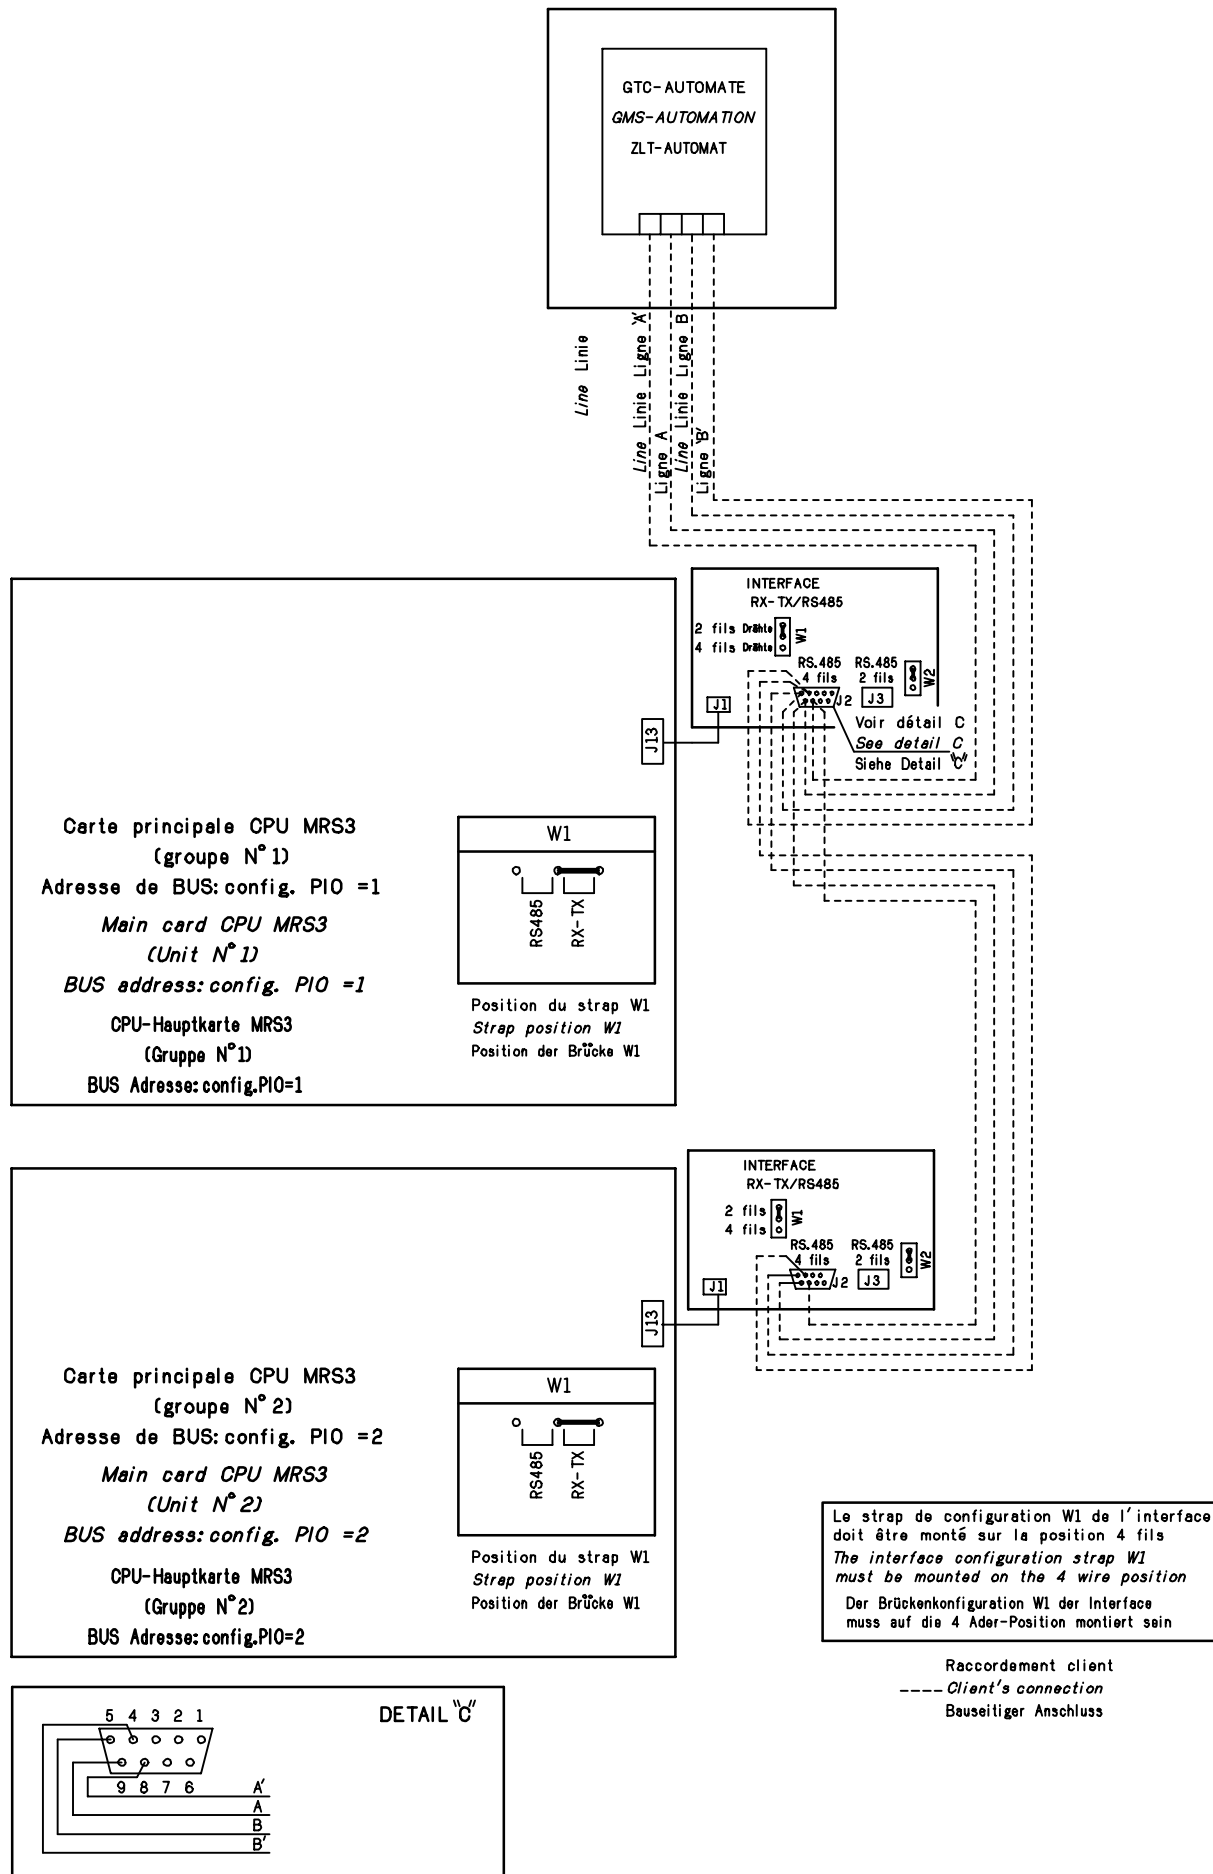 GTC-AUTOMATE
GMS-AUTOMATION
ZLT-AUTOMAT
Line Linie
Line Linie Ligne A'
Ligne A
Line Linie Ligne B
Ligne B'
INTERFACE
RX-TX/RS485
2 fils Drähte
4 fils Drähte
W1
RS.485
4 fils
RS.485
2 fils
W2
J2
J3
J1
J13
Voir détail C
See detail C
Siehe Detail "C"
Carte principale CPU MRS3
(groupe N° 1)
Adresse de BUS: config. PIO =1
Main card CPU MRS3
(Unit N° 1)
BUS address: config. PIO =1
CPU-Hauptkarte MRS3
(Gruppe N°1)
BUS Adresse: config.PIO=1
W1
RS485
RX-TX
Position du strap W1
Strap position W1
Position der Brücke W1
INTERFACE
RX-TX/RS485
2 fils
4 fils
W1
RS.485
4 fils
RS.485
2 fils
W2
J2
J3
J1
J13
Carte principale CPU MRS3
(groupe N° 2)
Adresse de BUS: config. PIO =2
Main card CPU MRS3
(Unit N° 2)
BUS address: config. PIO =2
CPU-Hauptkarte MRS3
(Gruppe N°2)
BUS Adresse: config.PIO=2
W1
RS485
RX-TX
Position du strap W1
Strap position W1
Position der Brücke W1
Le strap de configuration W1 de l'interface
doit être monté sur la position 4 fils
The interface configuration strap W1
must be mounted on the 4 wire position
Der Brückenkonfiguration W1 der Interface
muss auf die 4 Ader-Position montiert sein
Raccordement client
Client's connection
Bauseitiger Anschluss
DETAIL "C"
5 4 3 2 1
9 8 7 6
A'
A
B
B'